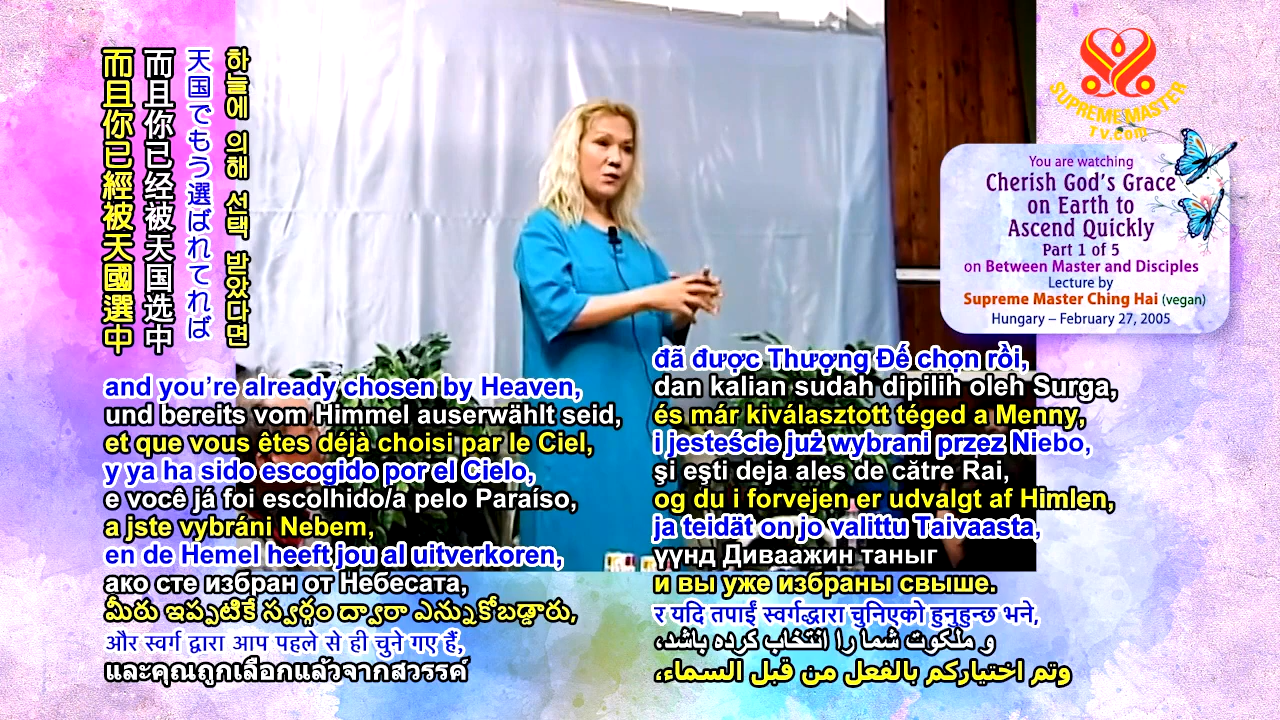 而且你已經被天國選中
而且你已经被天国选中
天国でもう選ばれてれば
하늘에 의해 선택 받았다면
SUPREME MASTER
TV.com
You are watching
Cherish God's Grace
on Earth to
Ascend Quickly
Part 1 of 5
on Between Master and Disciples
Lecture by
Supreme Master Ching Hai (vegan)
Hungary – February 27, 2005
and you're already chosen by Heaven,
und bereits vom Himmel auserwählt seid,
et que vous êtes déjà choisi par le Ciel,
y ya ha sido escogido por el Cielo,
e você já foi escolhido/a pelo Paraíso,
a jste vybráni Nebem,
en de Hemel heeft jou al uitverkoren,
ако сте избран от Небесата,
మీరు ఇప్పటికే స్వర్గం ద్వారా ఎన్నుకోబడ్డారు,
और स्वर्ग द्वारा आप पहले से ही चुने गए हैं,
และคุณถูกเลือกแล้วจากสวรรค์
đã được Thượng Đế chọn rồi,
dan kalian sudah dipilih oleh Surga,
és már kiválasztott téged a Menny,
i jesteście już wybrani przez Niebo,
şi eşti deja ales de către Rai,
og du i forvejen er udvalgt af Himlen,
ja teidät on jo valittu Taivaasta,
үүнд Диваажин таныг
и вы уже избраны свыше.
र यदि तपाईं स्वर्गद्धारा चुनिएको हुनुहुन्छ भने,
و ملکوت شما را انتخاب کرده باشد،
وتم اختياركم بالفعل من قبل السماء،